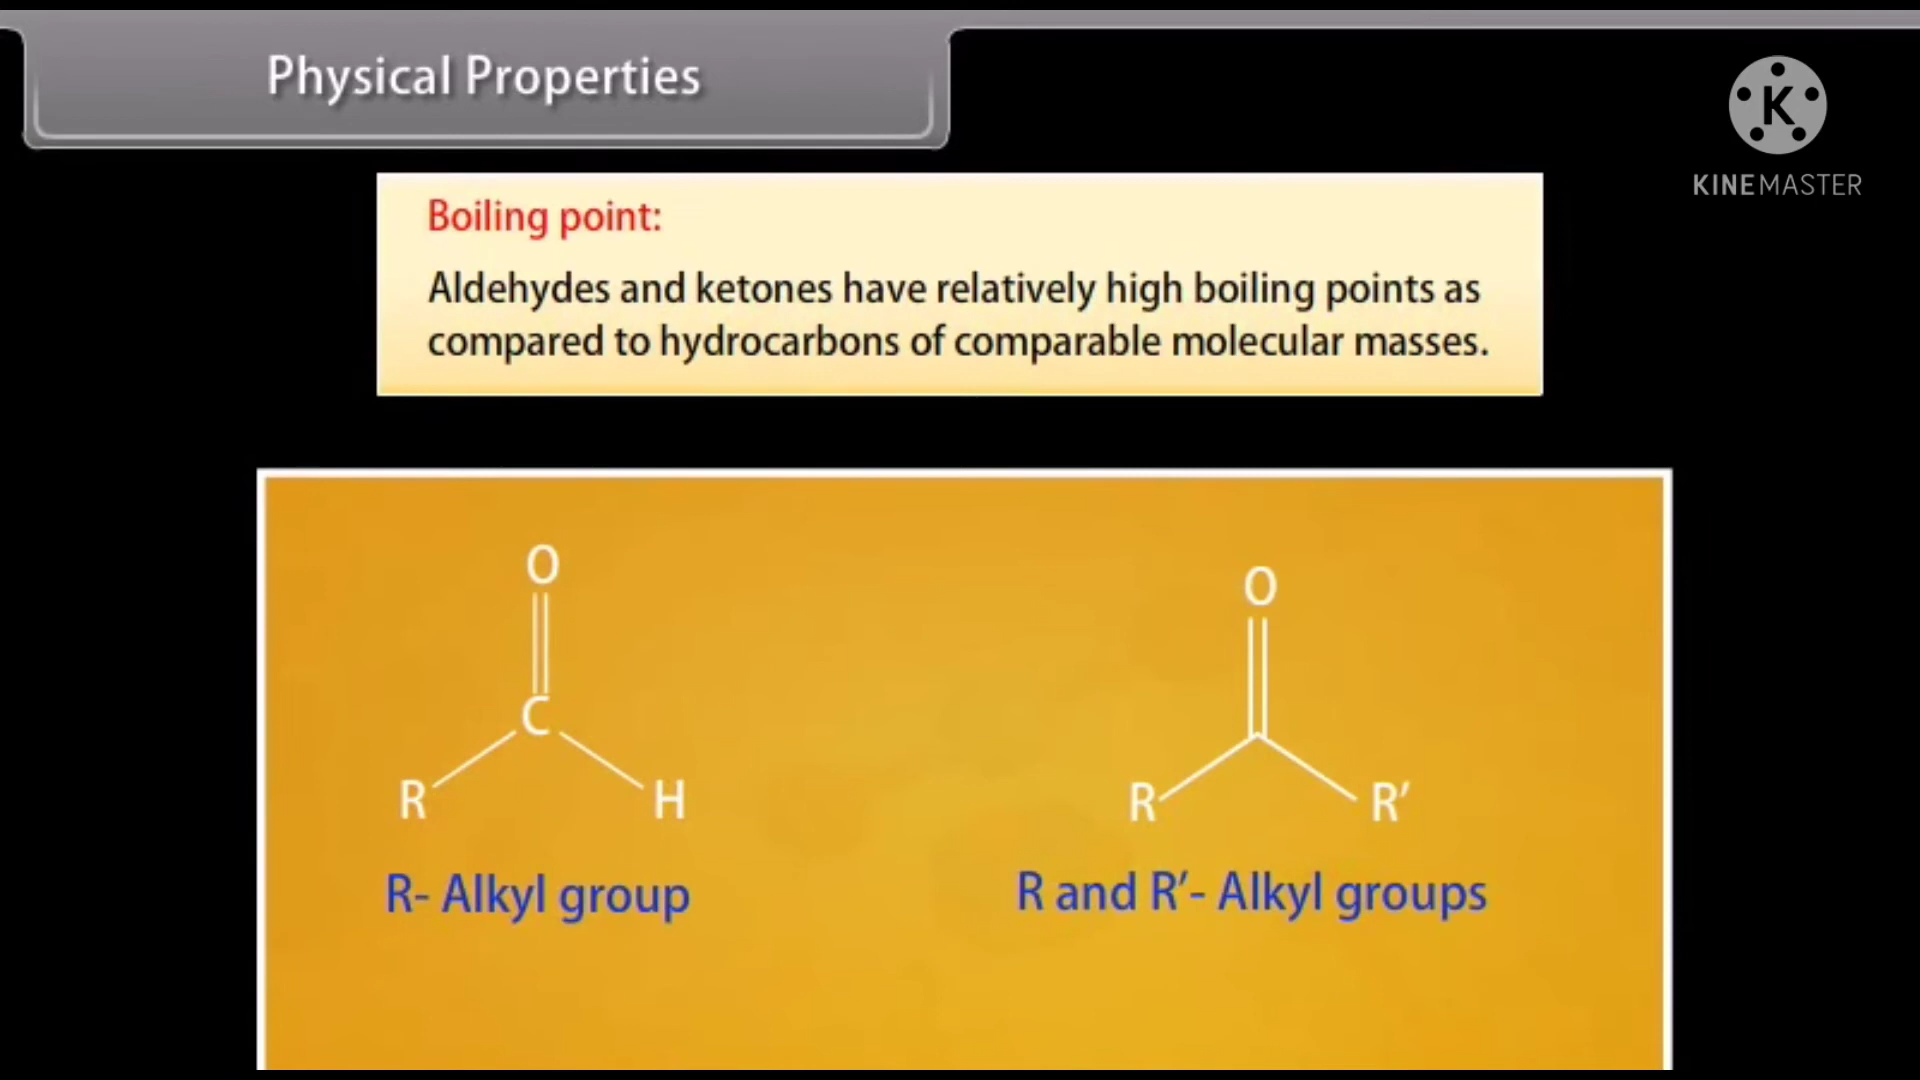 Physical Properties
K
KINEMASTER
Boiling point:
Aldehydes and ketones have relatively high boiling points as
compared to hydrocarbons of comparable molecular masses.
O
C
R H
R- Alkyl group
O
R R′
R and R′- Alkyl groups